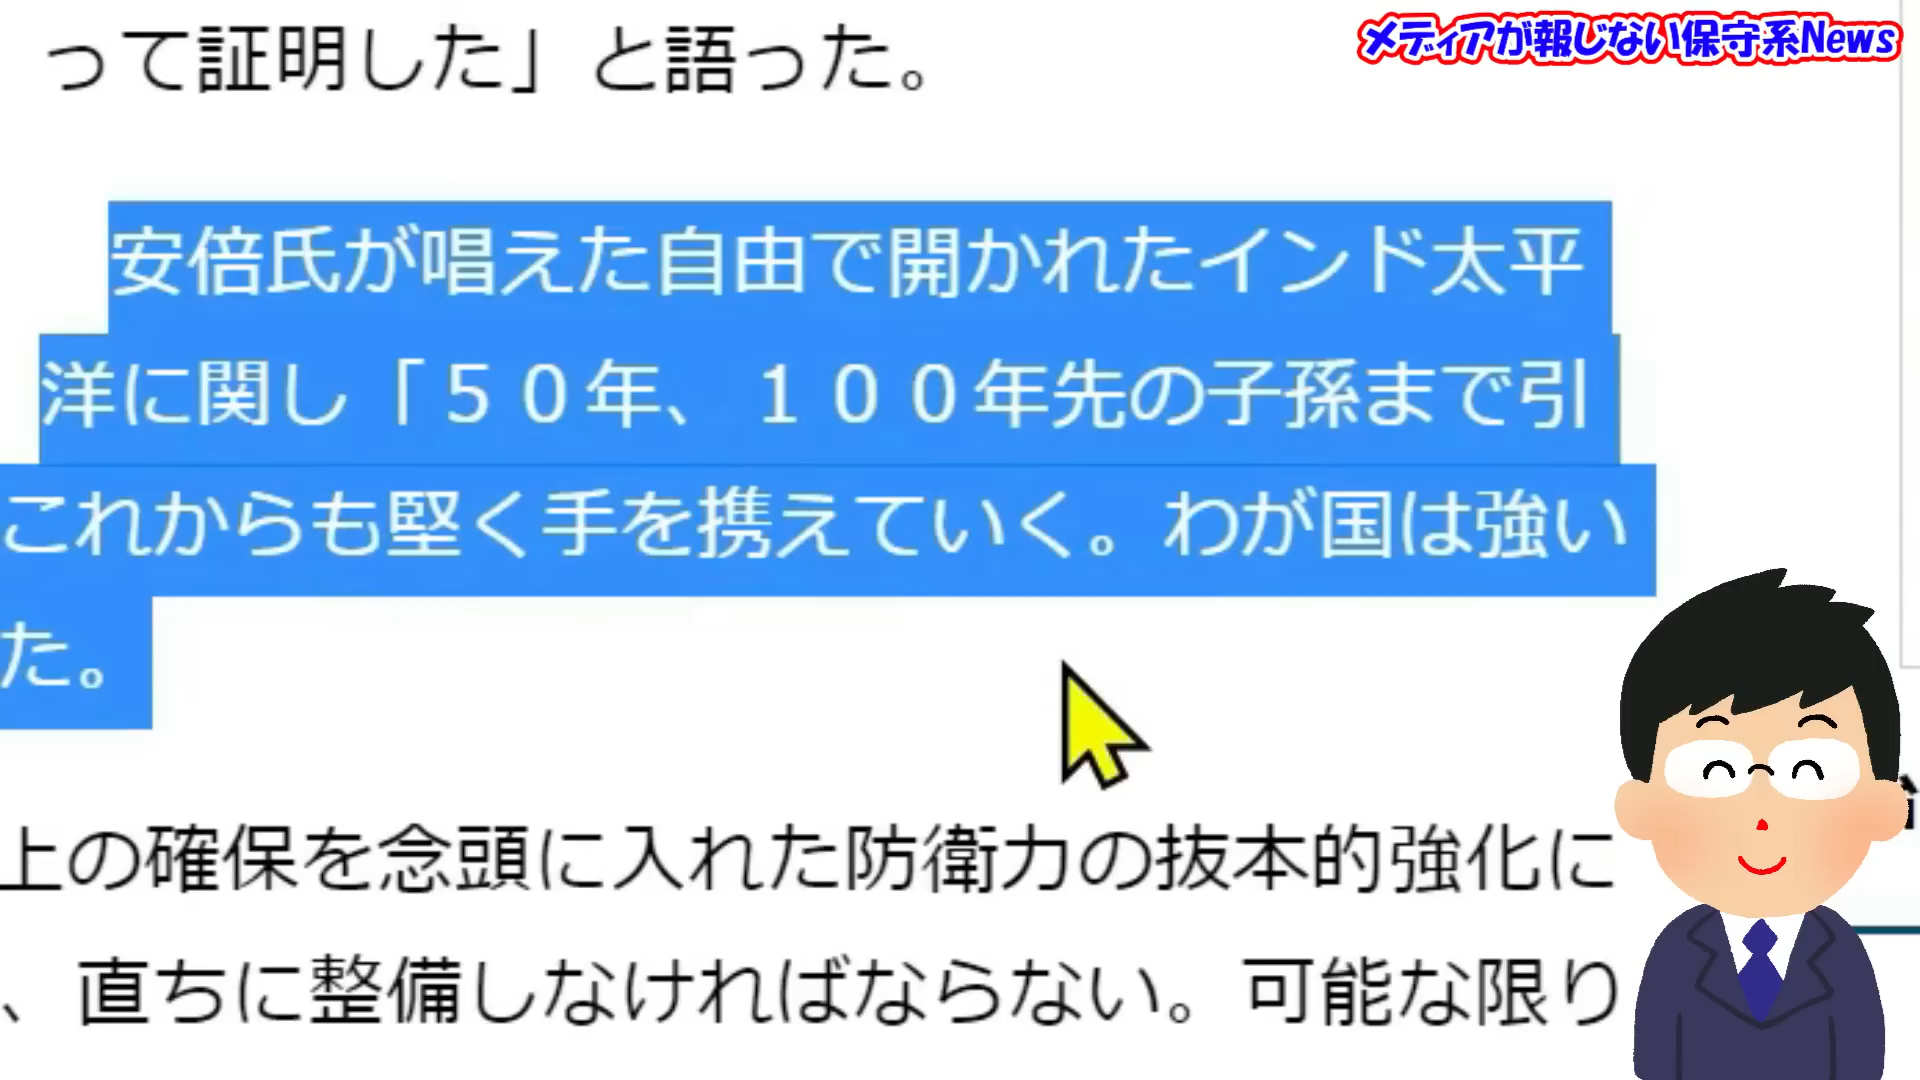 メディアが報じない保守系News
って証明した」と語った。
安倍氏が唱えた自由で開かれたインド太平
洋に関し「５０年、１００年先の子孫まで引
これからも堅く手を携えていく。わが国は強い
た。
上の確保を念頭に入れた防衛力の抜本的強化に
、直ちに整備しなければならない。可能な限り